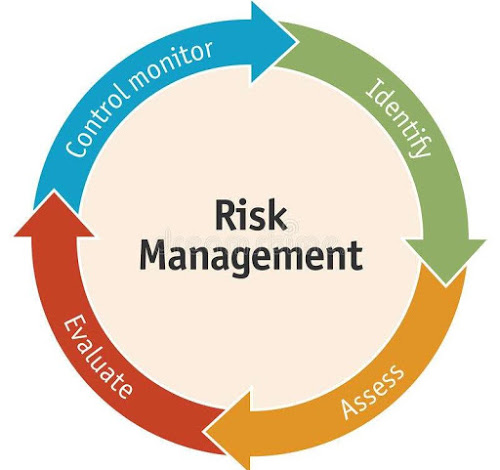 Risk
Management
Identify
Assess
Evaluate
Control monitor